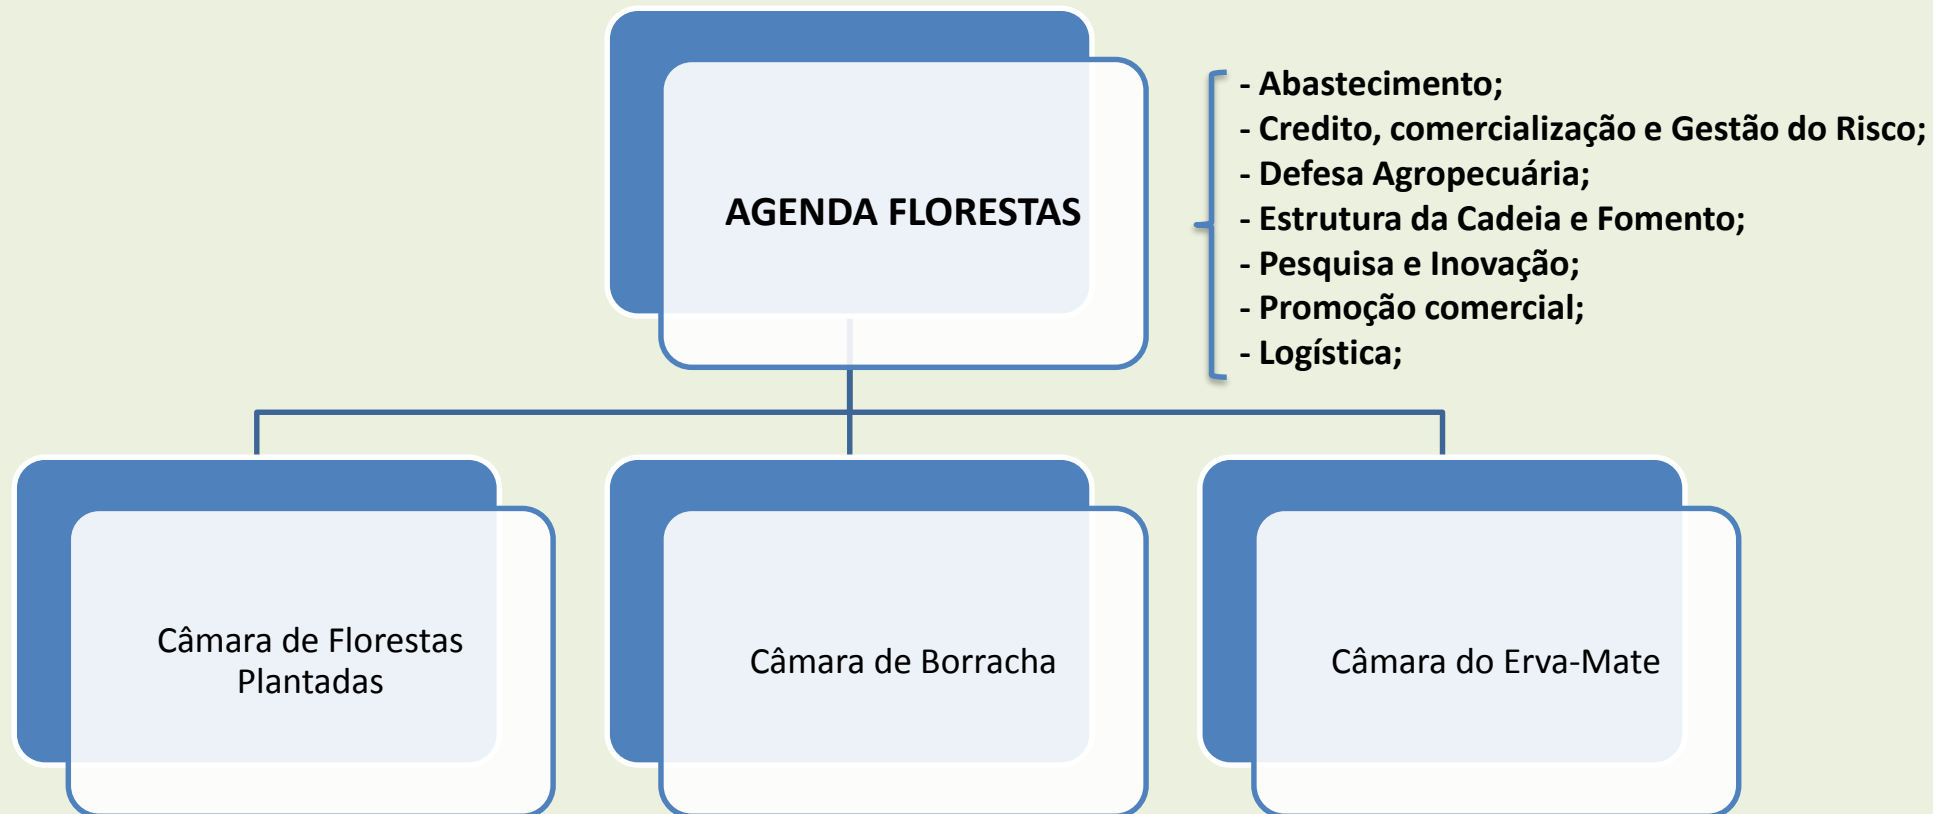 AGENDA FLORESTAS
- Abastecimento;
- Credito, comercialização e Gestão do Risco;
- Defesa Agropecuária;
- Estrutura da Cadeia e Fomento;
- Pesquisa e Inovação;
- Promoção comercial;
- Logística;
Câmara de Florestas
Plantadas
Câmara de Borracha
Câmara do Erva-Mate